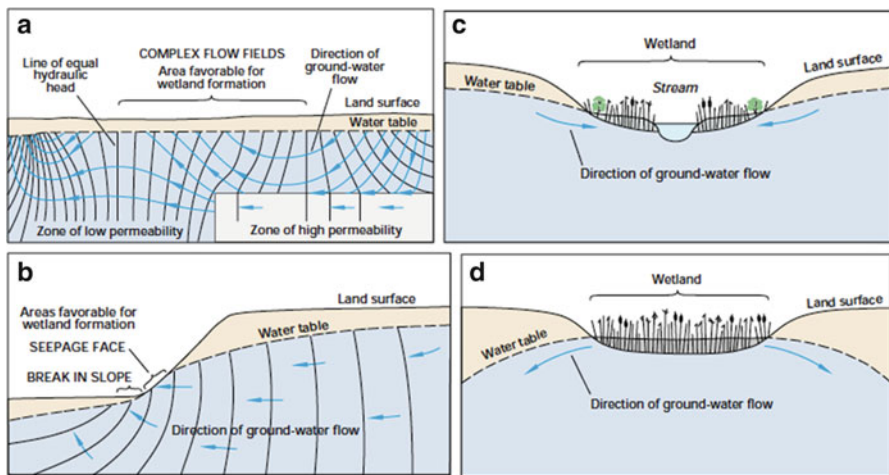 a
COMPLEX FLOW FIELDS
Line of equal
hydraulic
head
Area favorable for
wetland formation
Direction of
ground-water
flow
Land surface
Water table
Zone of low permeability
Zone of high permeability
b
Areas favorable for
wetland formation
SEEPAGE FACE
BREAK IN SLOPE
Land surface
Water table
Direction of ground-water flow
c
Wetland
Stream
Land surface
Water table
Direction of ground-water flow
d
Wetland
Land surface
Water table
Direction of ground-water flow